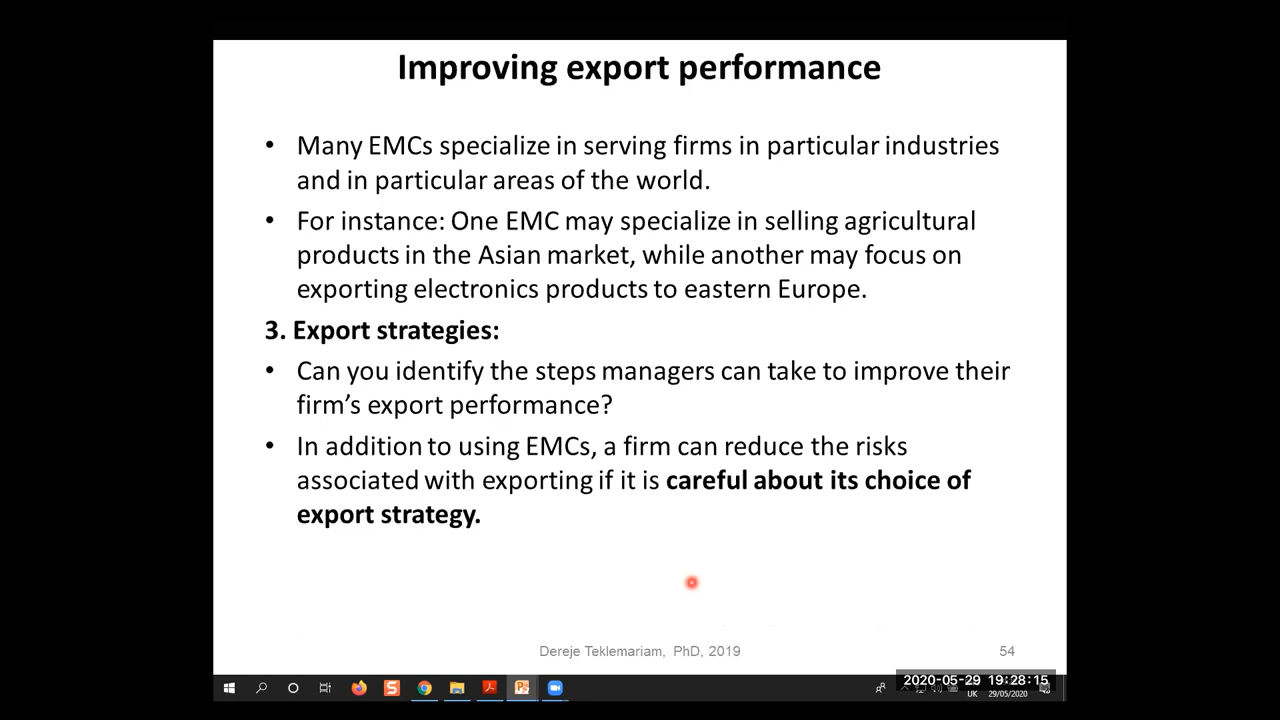 Improving export performance
• Many EMCs specialize in serving firms in particular industries
and in particular areas of the world.
• For instance: One EMC may specialize in selling agricultural
products in the Asian market, while another may focus on
exporting electronics products to eastern Europe.
3. Export strategies:
• Can you identify the steps managers can take to improve their
firm’s export performance?
• In addition to using EMCs, a firm can reduce the risks
associated with exporting if it is careful about its choice of
export strategy.
Dereje Teklemariam, PhD, 2019
54
2020-05-29 19:28:15
UK
29/05/2020